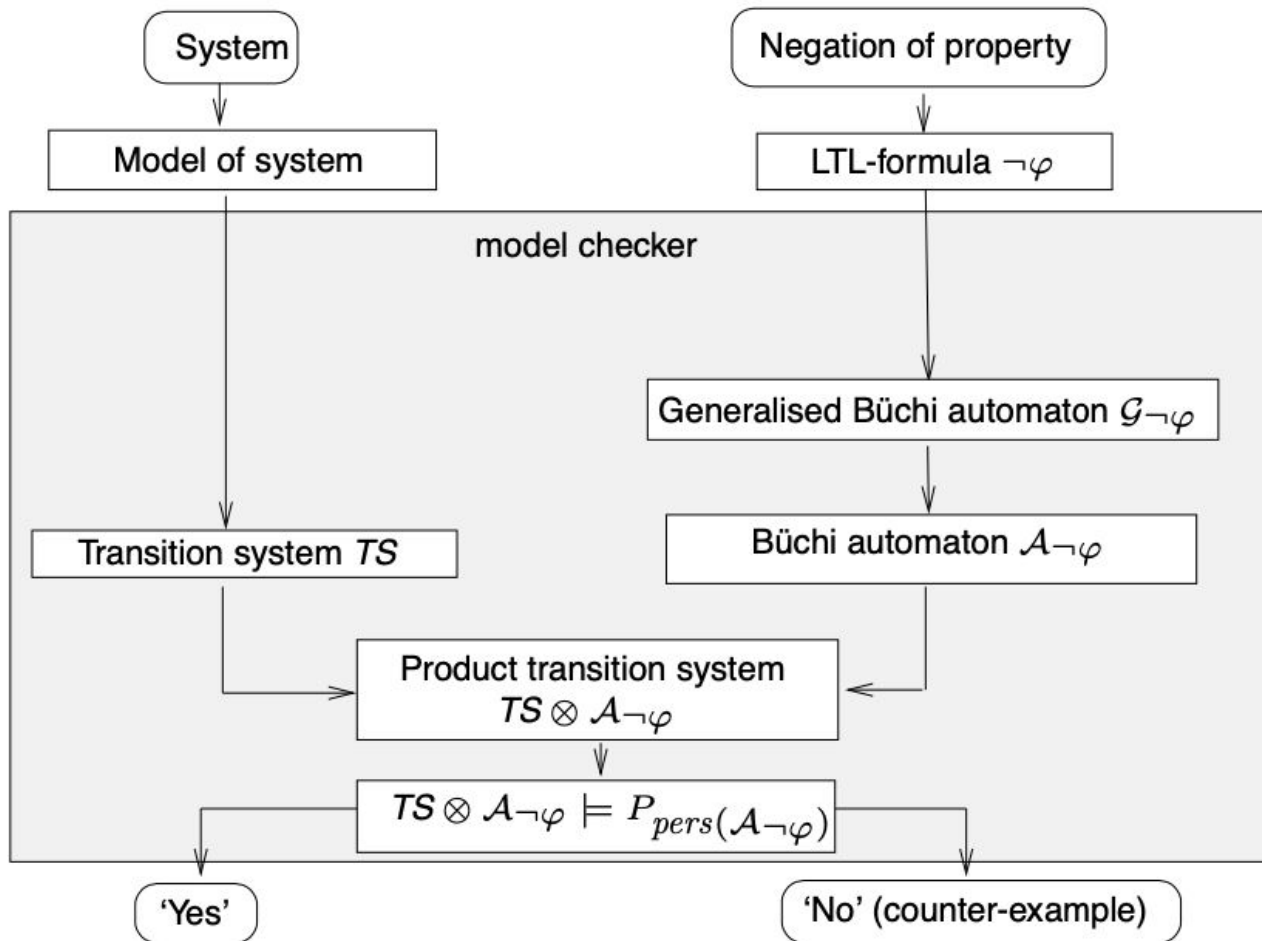 System
Negation of property
Model of system
LTL-formula ¬φ
model checker
Generalised Büchi automaton 𝒢¬φ
Transition system TS
Büchi automaton 𝒜¬φ
Product transition system
TS ⊗ 𝒜¬φ
TS ⊗ 𝒜¬φ ⊨ Ppers(𝒜¬φ)
‘Yes’
‘No’ (counter-example)